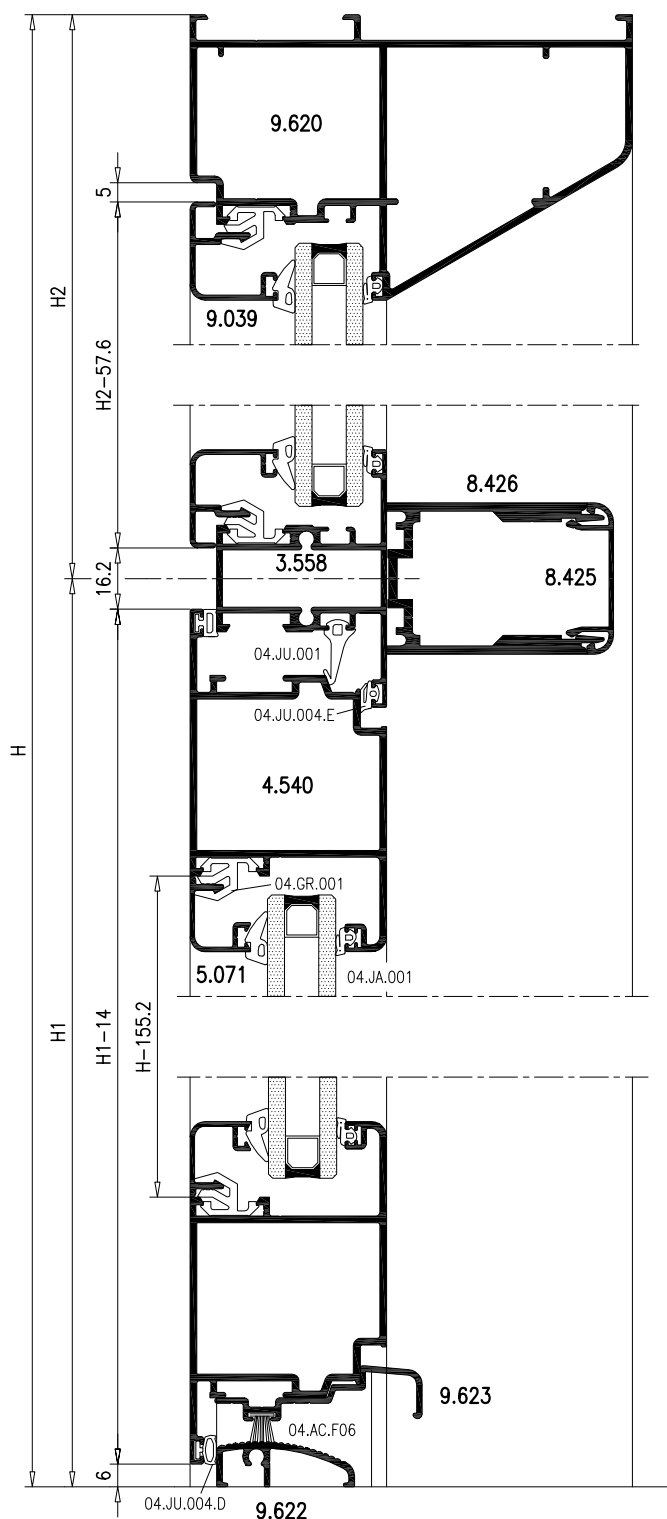 9.620
5
H2
9.039
H2-57.6
8.426
3.558
8.425
16.2
04.JU.001
04.JU.004.E
H
4.540
04.GR.001
5.071
04.JA.001
H1
H1-14
H-155.2
9.623
04.AC.F06
6
04.JU.004.D
9.622